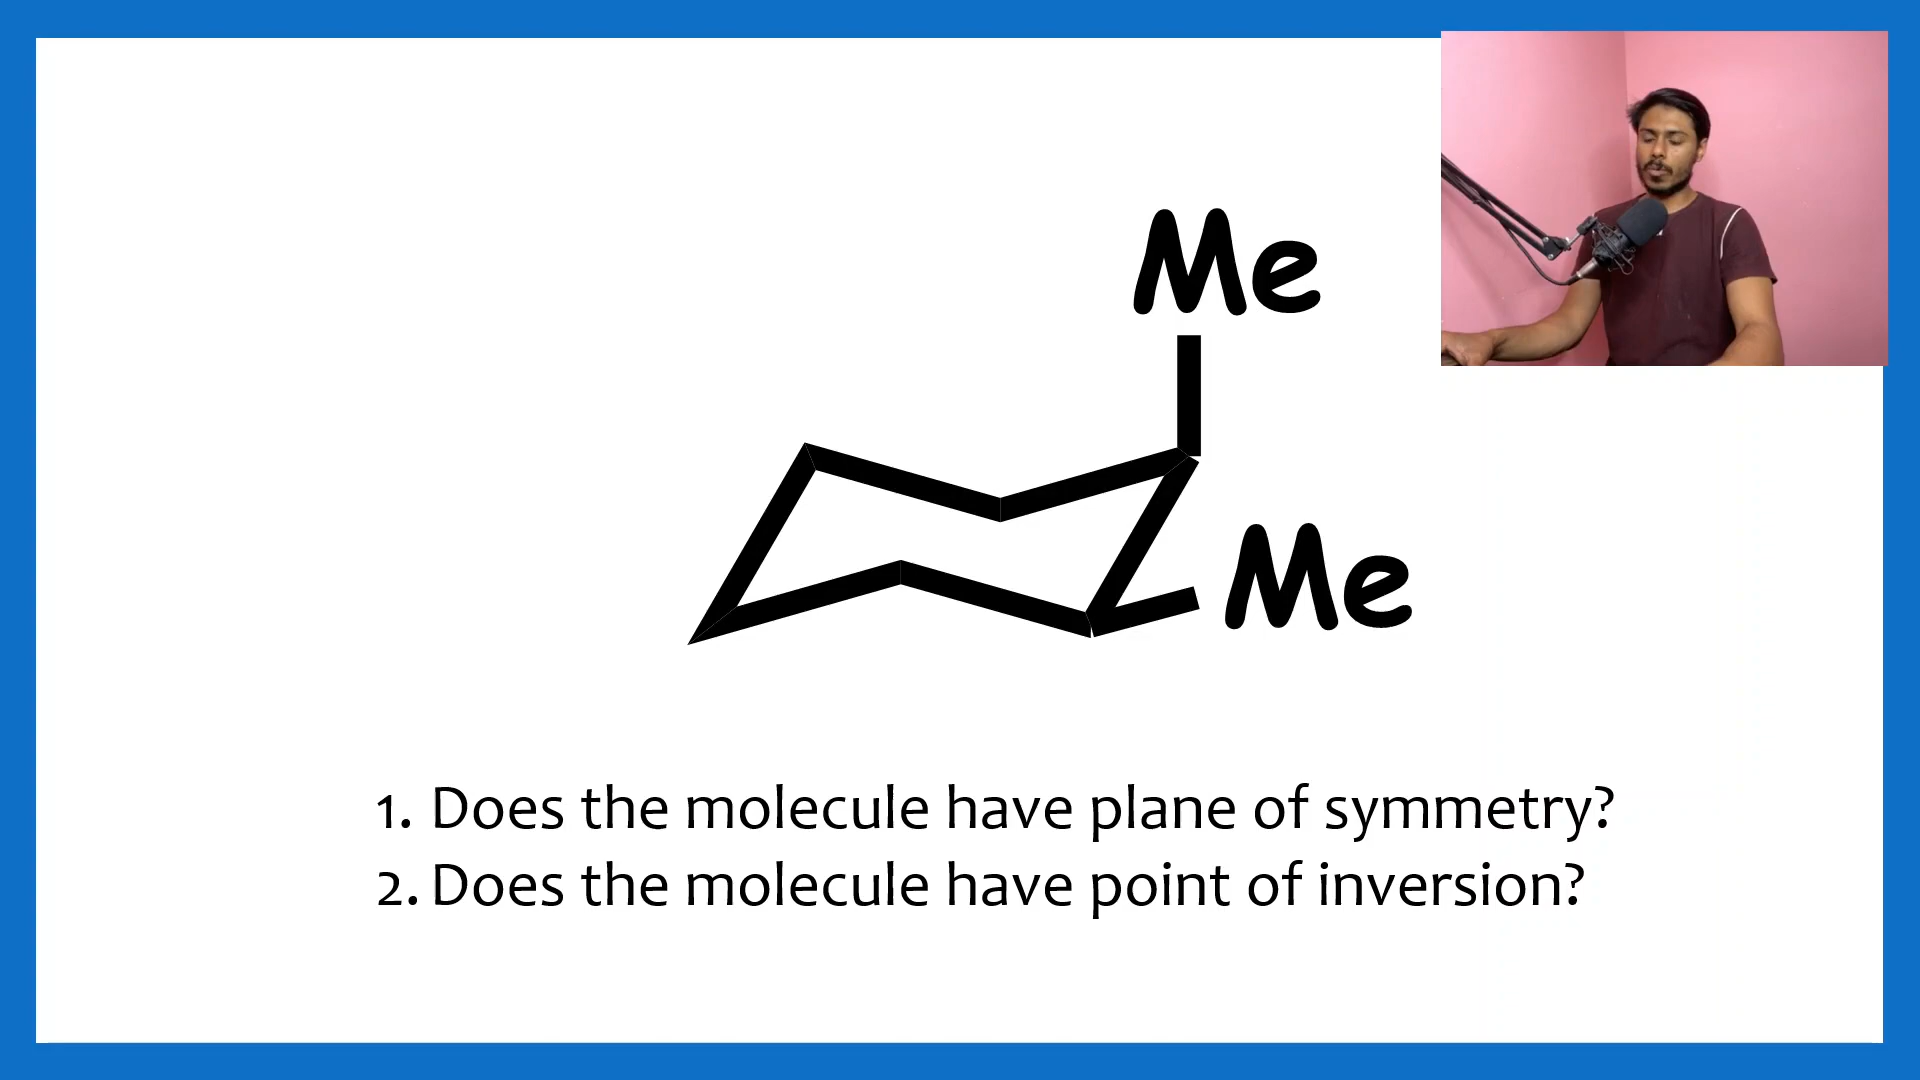 Me
Me
1. Does the molecule have plane of symmetry?
2. Does the molecule have point of inversion?